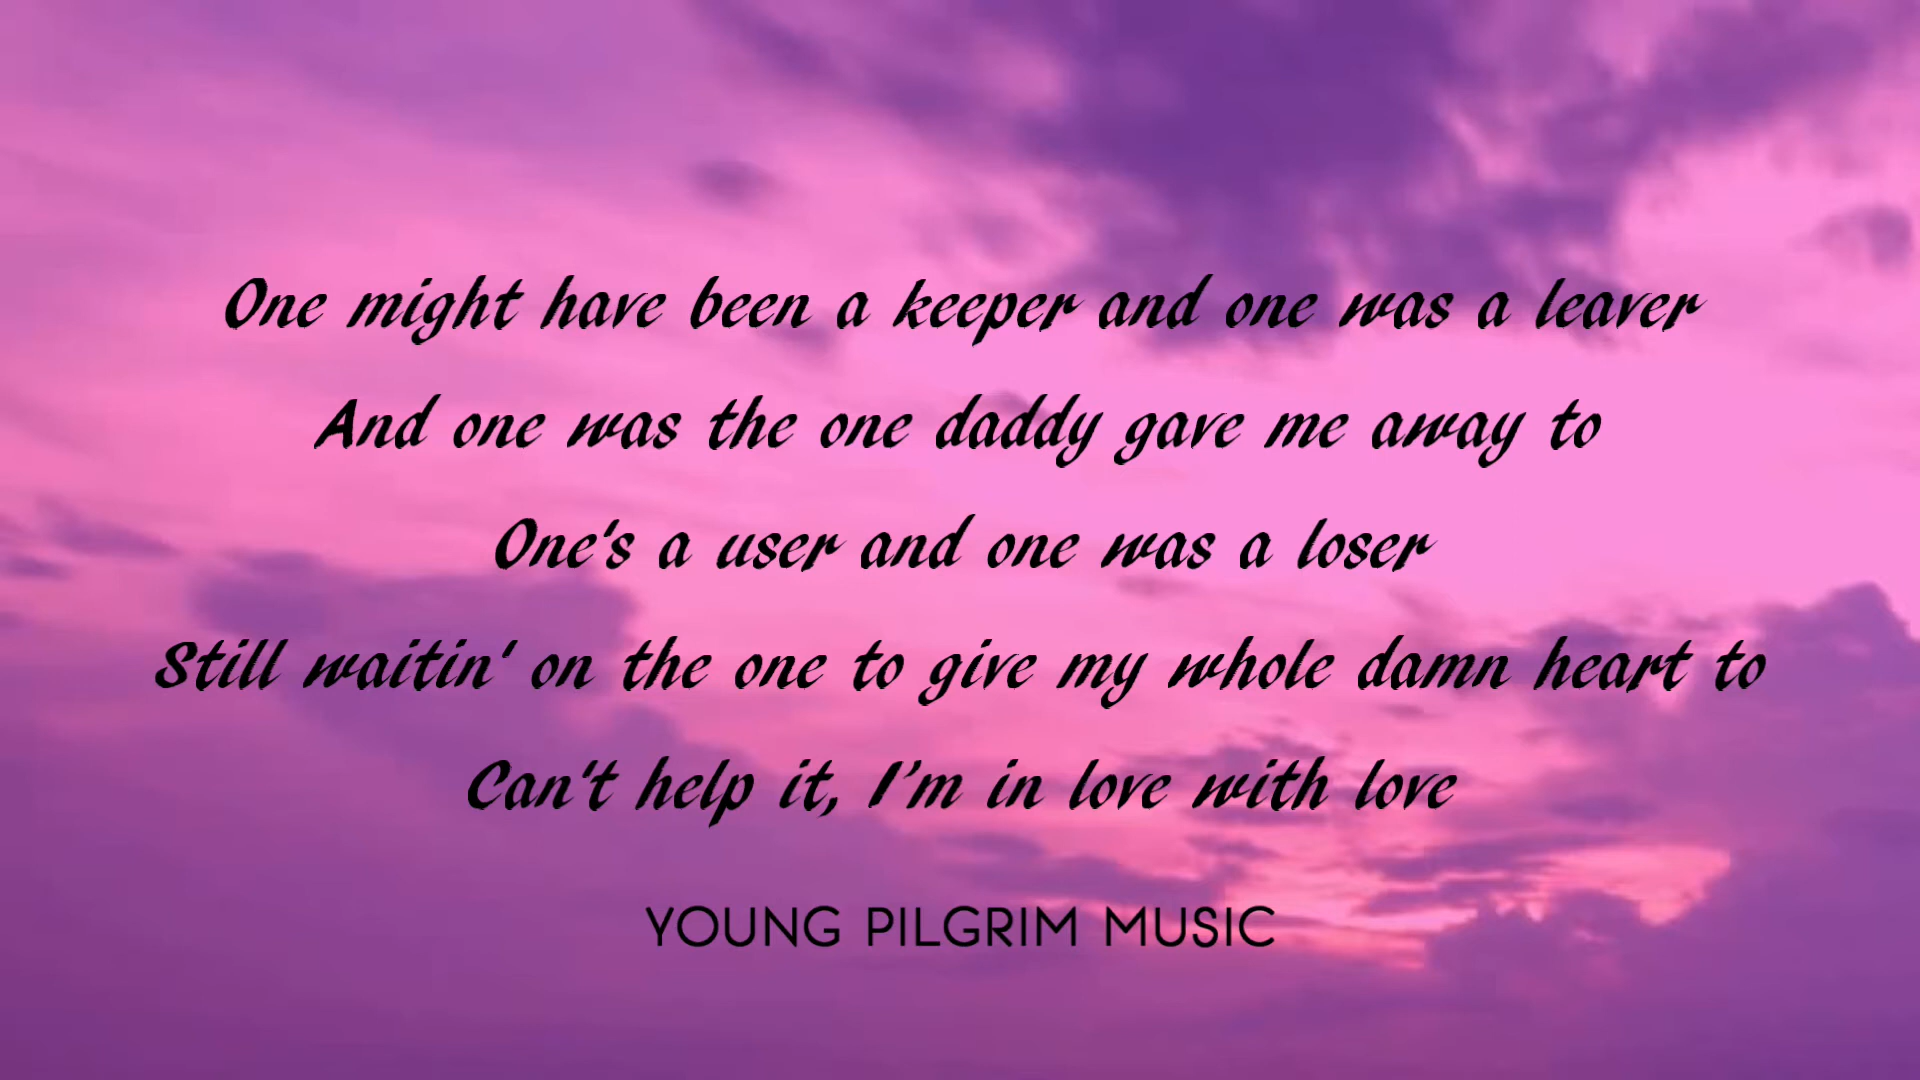 One might have been a keeper and one was a leaver
And one was the one daddy gave me away to
One's a user and one was a loser
Still waitin' on the one to give my whole damn heart to
Can't help it, I'm in love with love
YOUNG PILGRIM MUSIC